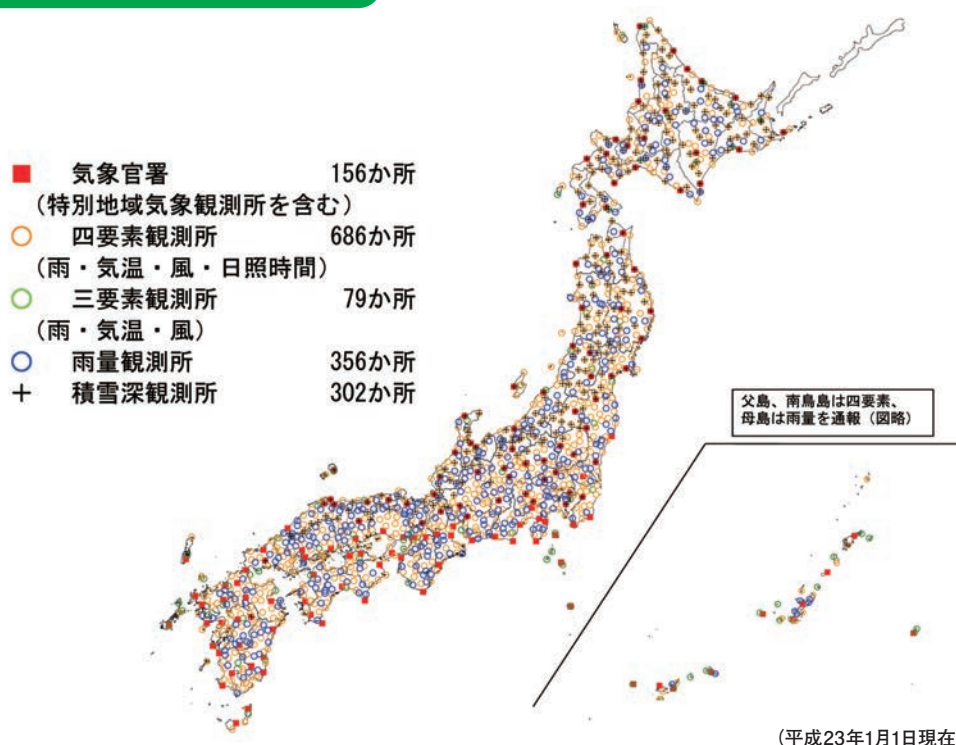 気象官署 156か所
（特別地域気象観測所を含む）
四要素観測所 686か所
（雨・気温・風・日照時間）
三要素観測所 79か所
（雨・気温・風）
雨量観測所 356か所
積雪深観測所 302か所
父島、南鳥島は四要素、
母島は雨量を通報（図略）
(平成23年1月1日現在